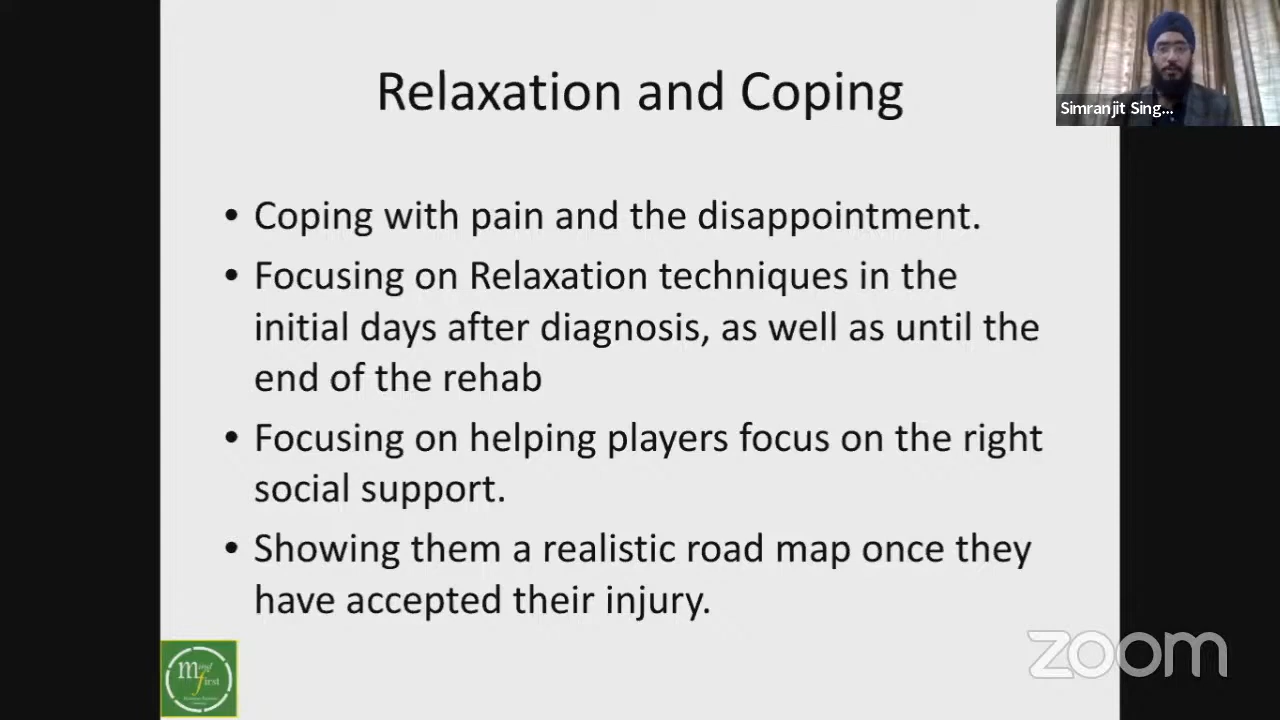 Relaxation and Coping
Simranjit Sing...
• Coping with pain and the disappointment.
• Focusing on Relaxation techniques in the
initial days after diagnosis, as well as until the
end of the rehab
• Focusing on helping players focus on the right
social support.
• Showing them a realistic road map once they
have accepted their injury.
Mind
first
zoom